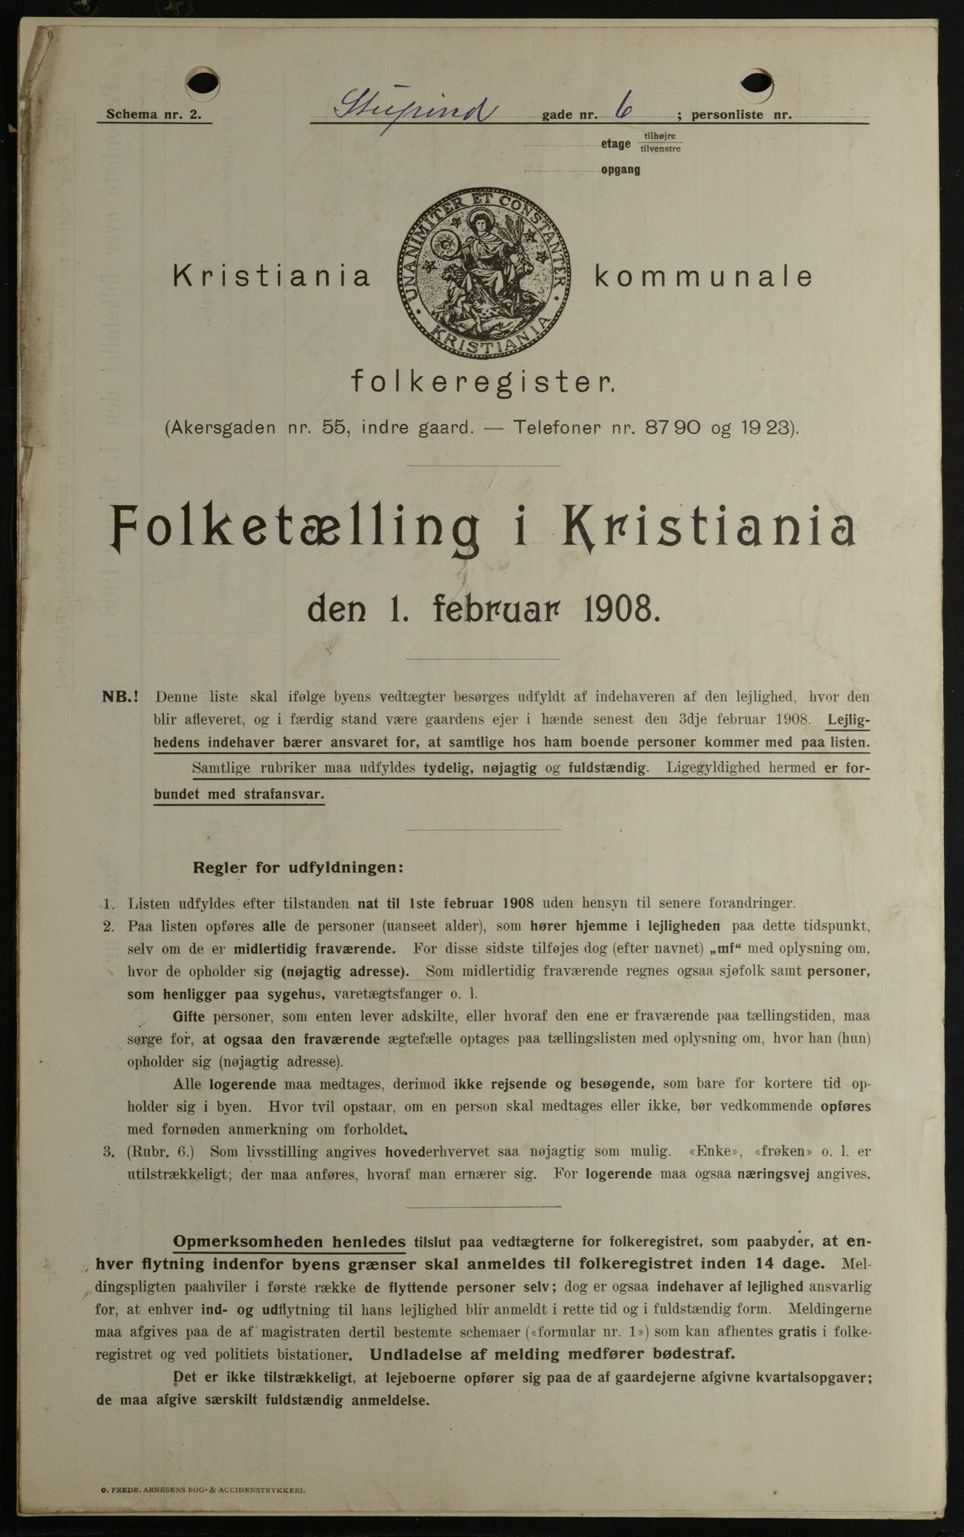 Schema nr. 2.
Stupind gade nr. 6 ; personliste nr.
etage tilhøjre
tilvenstre
opgang
UNANIMITER ET CONSTANTER
KRISTIANIA
Kristiania kommunale
folkeregister.
(Akersgaden nr. 55, indre gaard. — Telefoner nr. 87 90 og 19 23).
Folketælling i Kristiania
den 1. februar 1908.
NB.! Denne liste skal ifølge byens vedtægter besørges udfyldt af indehaveren af den lejlighed, hvor den
blir afleveret, og i færdig stand være gaardens ejer i hænde senest den 3dje februar 1908. Lejlig-
hedens indehaver bærer ansvaret for, at samtlige hos ham boende personer kommer med paa listen.
Samtlige rubriker maa udfyldes tydelig, nøjagtig og fuldstændig. Ligegyldighed hermed er for-
bundet med strafansvar.
Regler for udfyldningen:
1. Listen udfyldes efter tilstanden nat til 1ste februar 1908 uden hensyn til senere forandringer.
2. Paa listen opføres alle de personer (uanseet alder), som hører hjemme i lejligheden paa dette tidspunkt,
selv om de er midlertidig fraværende. For disse sidste tilføjes dog (efter navnet) „mf“ med oplysning om,
hvor de opholder sig (nøjagtig adresse). Som midlertidig fraværende regnes ogsaa sjøfolk samt personer,
som henligger paa sygehus, varetægtsfanger o. l.
Gifte personer, som enten lever adskilte, eller hvoraf den ene er fraværende paa tællingstiden, maa
sørge for, at ogsaa den fraværende ægtefælle optages paa tællingslisten med oplysning om, hvor han (hun)
opholder sig (nøjagtig adresse).
Alle logerende maa medtages, derimod ikke rejsende og besøgende, som bare for kortere tid op-
holder sig i byen. Hvor tvil opstaar, om en person skal medtages eller ikke, bør vedkommende opføres
med fornøden anmerkning om forholdet.
3. (Rubr. 6.) Som livsstilling angives hovederhvervet saa nøjagtig som mulig. «Enke», «frøken» o. l. er
utilstrækkeligt; der maa anføres, hvoraf man ernærer sig. For logerende maa ogsaa næringsvej angives.
Opmerksomheden henledes tilslut paa vedtægterne for folkeregistret, som paabyder, at en-
hver flytning indenfor byens grænser skal anmeldes til folkeregistret inden 14 dage. Mel-
dingspligten paahviler i første række de flyttende personer selv; dog er ogsaa indehaver af lejlighed ansvarlig
for, at enhver ind- og udflytning til hans lejlighed blir anmeldt i rette tid og i fuldstændig form. Meldingerne
maa afgives paa de af magistraten dertil bestemte schemaer («formular nr. 1») som kan afhentes gratis i folke-
registret og ved politiets bistationer. Undladelse af melding medfører bødestraf.
Det er ikke tilstrækkeligt, at lejeboerne opfører sig paa de af gaardejerne afgivne kvartalsopgaver;
de maa afgive særskilt fuldstændig anmeldelse.
O. FREDR. ARNESENS BOG- & ACCIDENSTRYKKERI.